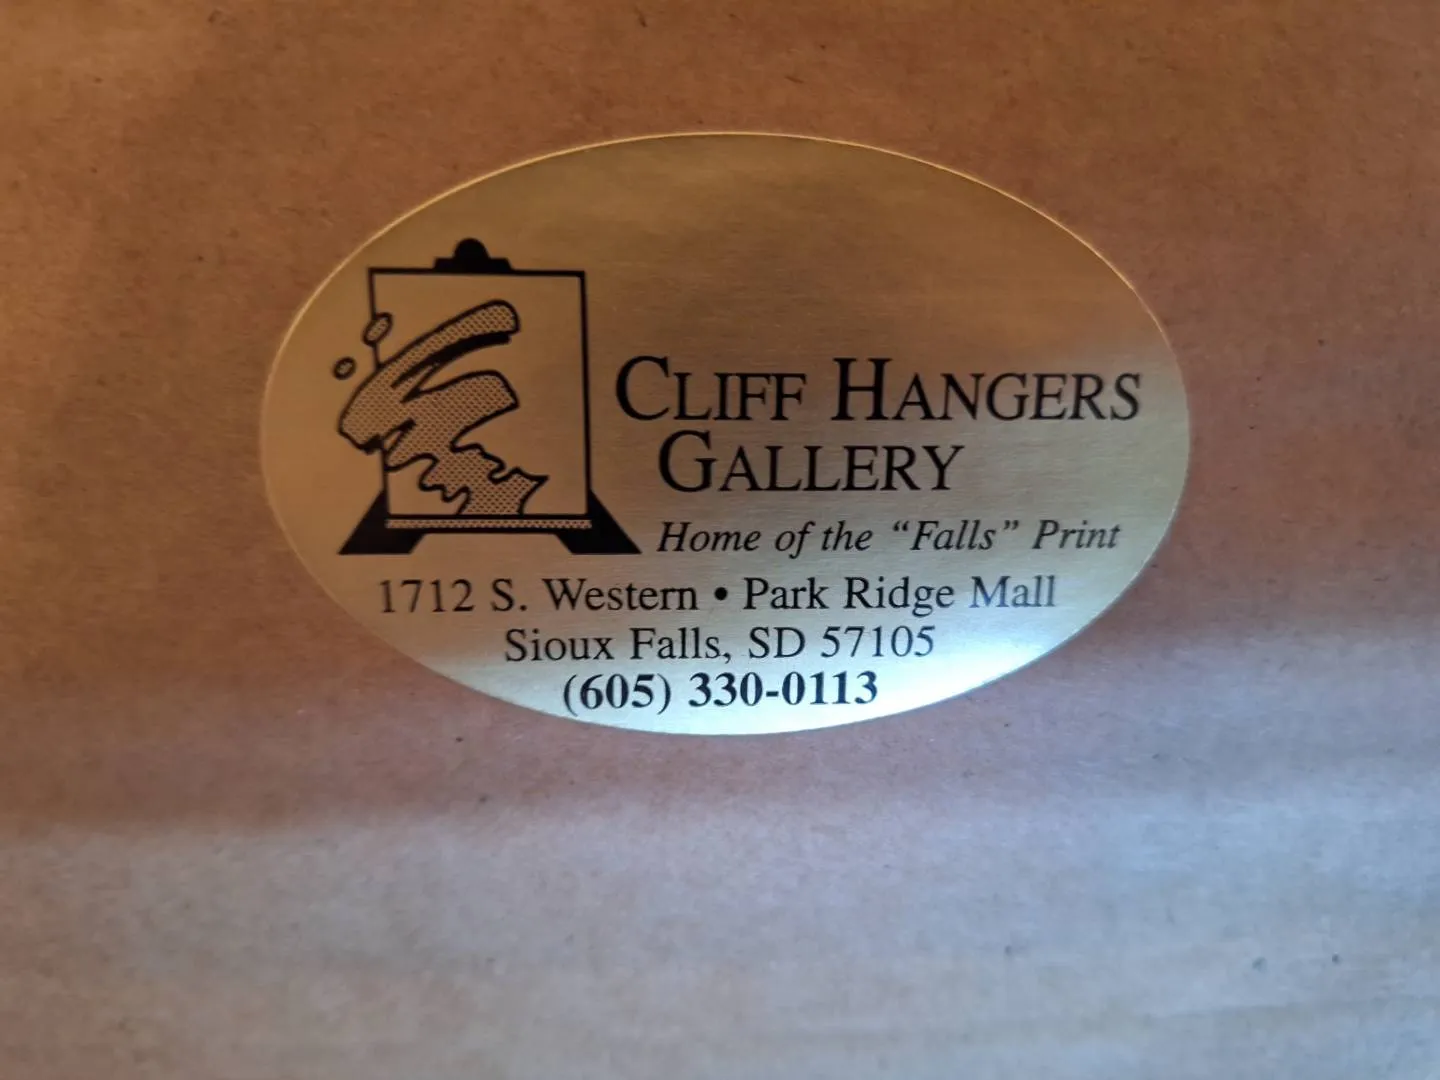 CLIFF HANGERS
GALLERY
Home of the “Falls” Print
1712 S. Western • Park Ridge Mall
Sioux Falls, SD 57105
(605) 330-0113